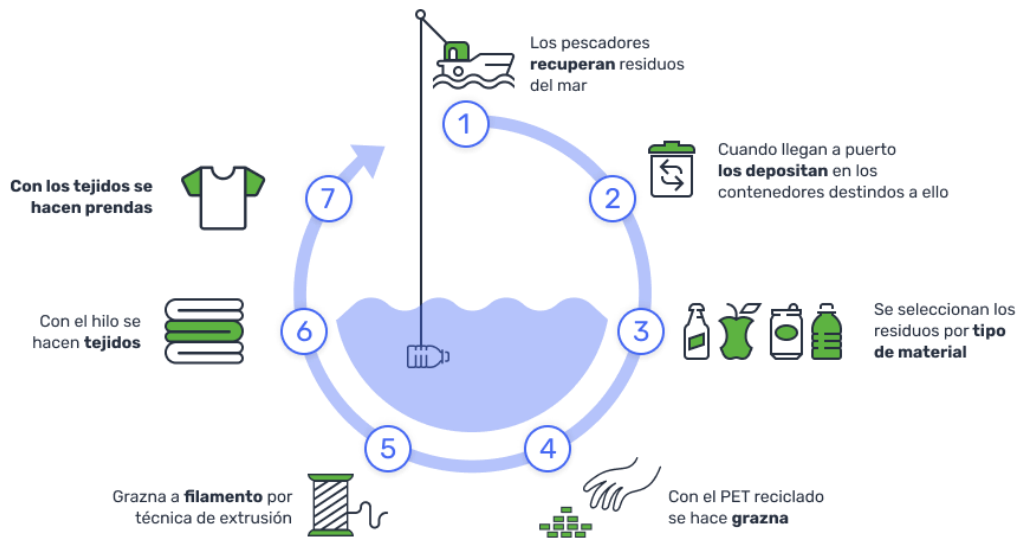 Los pescadores
recuperan residuos
del mar
1
Cuando llegan a puerto
los depositan en los
contenedores destindos a ello
2
Se seleccionan los
residuos por tipo
de material
3
Con el PET reciclado
se hace grazna
4
Grazna a filamento por
técnica de extrusión
5
Con el hilo se
hacen tejidos
6
Con los tejidos se
hacen prendas
7